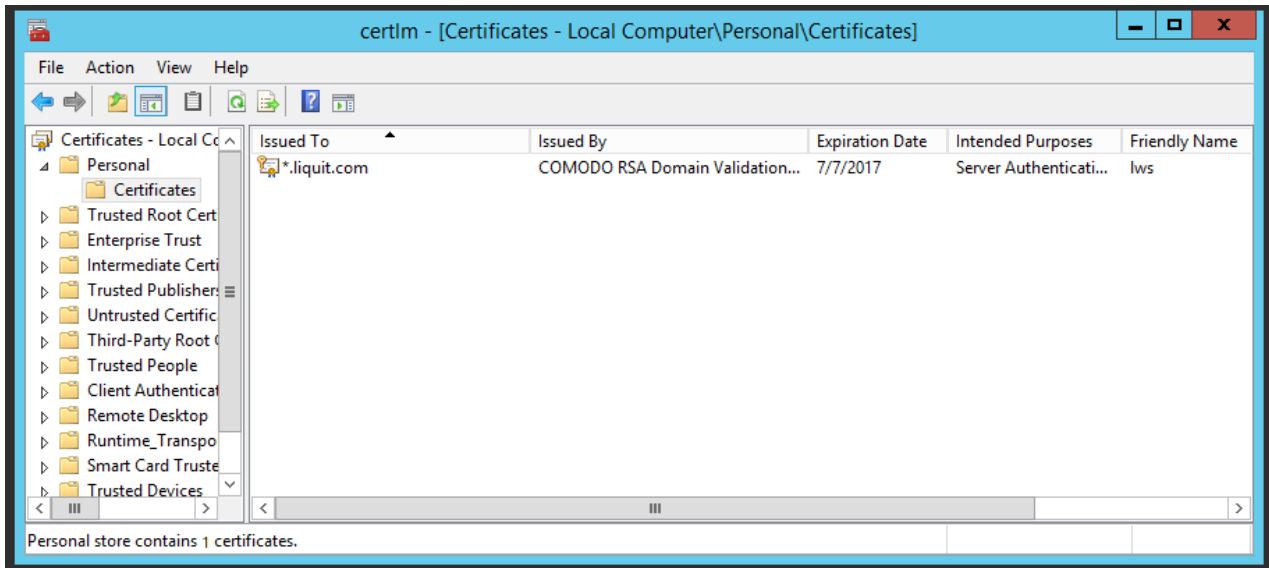 certlm - [Certificates - Local Computer\Personal\Certificates]
File Action View Help
Certificates - Local Co
Personal
Certificates
Trusted Root Cert
Enterprise Trust
Intermediate Certi
Trusted Publishers
Untrusted Certific
Third-Party Root C
Trusted People
Client Authenticat
Remote Desktop
Runtime_Transpo
Smart Card Truste
Trusted Devices
Issued To Issued By Expiration Date Intended Purposes Friendly Name
*.liquit.com COMODO RSA Domain Validation... 7/7/2017 Server Authenticati... lws
Personal store contains 1 certificates.